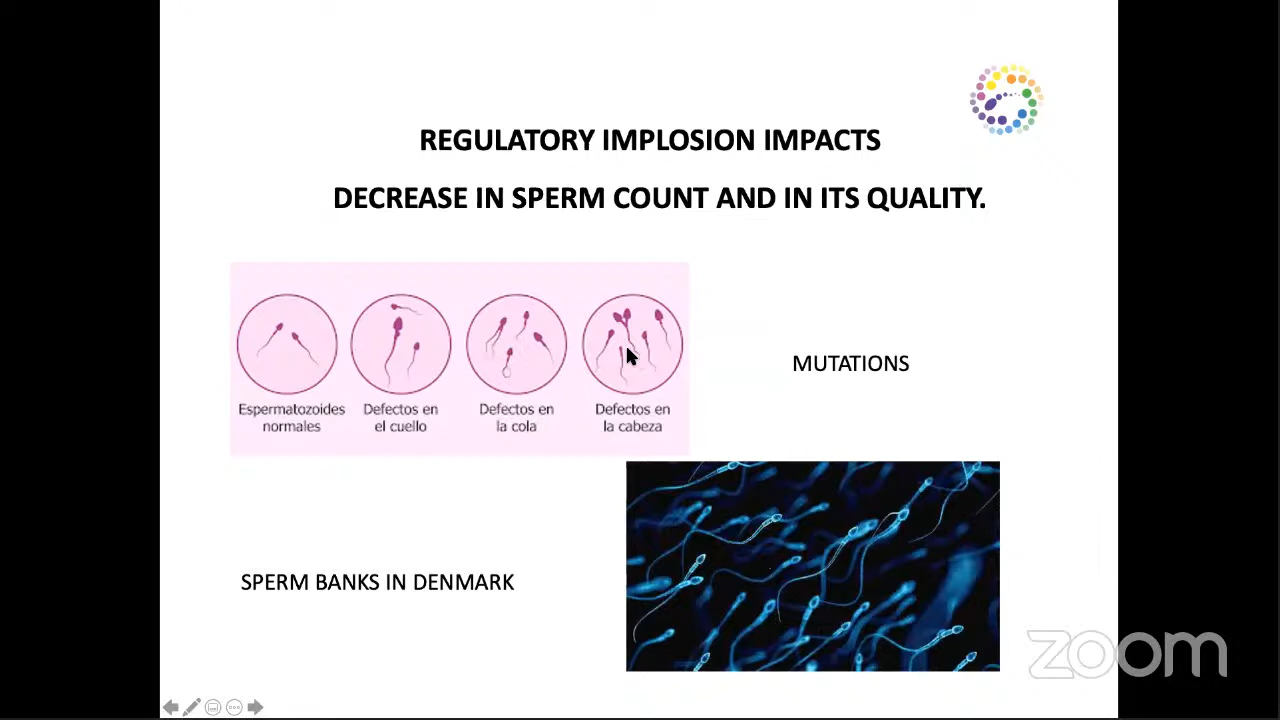 REGULATORY IMPLOSION IMPACTS
DECREASE IN SPERM COUNT AND IN ITS QUALITY.
Espermatozoides
normales
Defectos en
el cuello
Defectos en
la cola
Defectos en
la cabeza
MUTATIONS
SPERM BANKS IN DENMARK
zoom